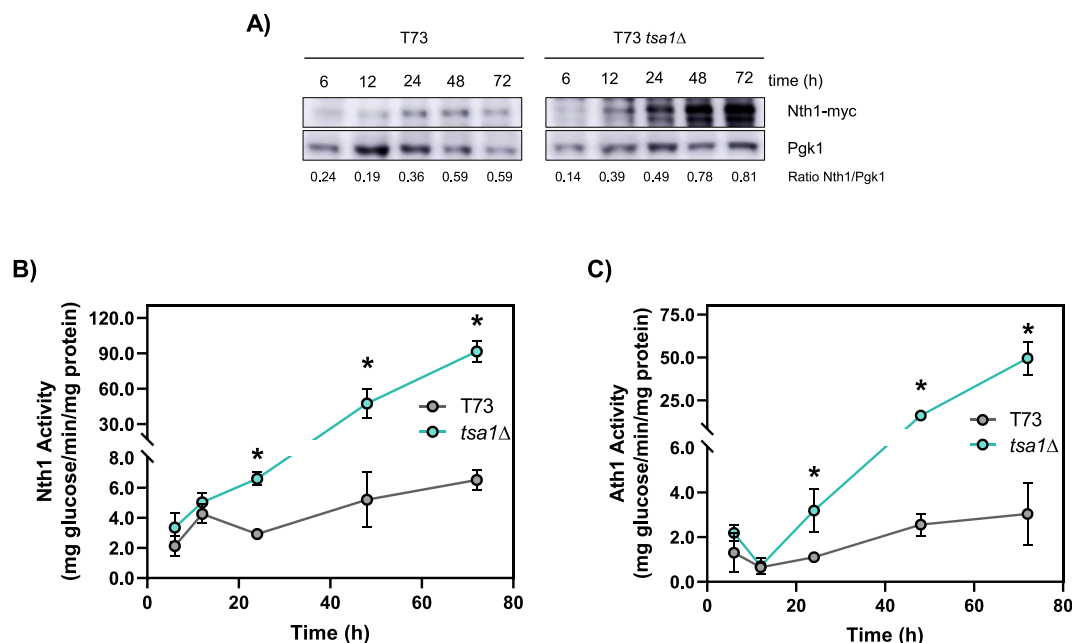 A)
T73
T73 tsa1Δ
6 12 24 48 72 6 12 24 48 72 time (h)
Nth1-myc
Pgk1
0.24 0.19 0.36 0.59 0.59 0.14 0.39 0.49 0.78 0.81 Ratio Nth1/Pgk1
B)
120.0
90.0
60.0
30.0
8.0
6.0
4.0
2.0
0.0
0 20 40 60 80
Time (h)
Nth1 Activity
(mg glucose/min/mg protein)
* * *
T73
tsa1Δ
C)
75.0
50.0
25.0
6.0
4.0
2.0
0.0
0 20 40 60 80
Time (h)
Ath1 Activity
(mg glucose/min/mg protein)
* * *
T73
tsa1Δ